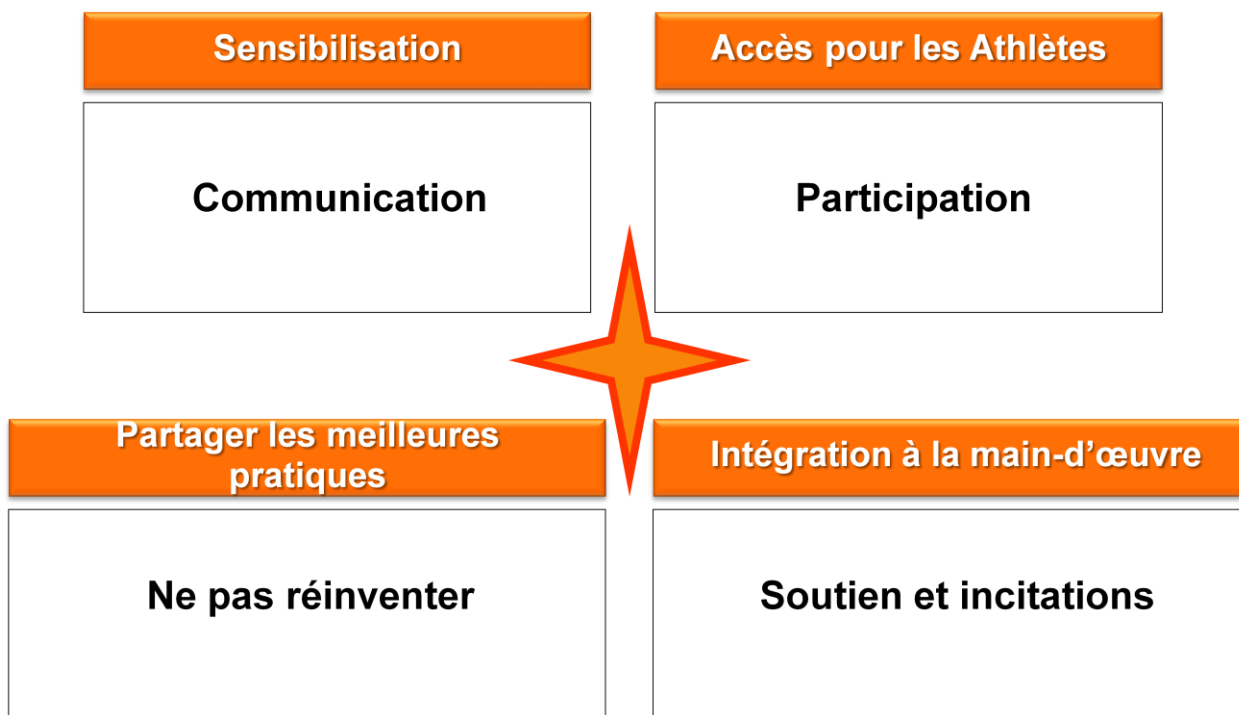 Sensibilisation
Communication
Accès pour les Athlètes
Participation
Partager les meilleures
pratiques
Ne pas réinventer
Intégration à la main-d’œuvre
Soutien et incitations